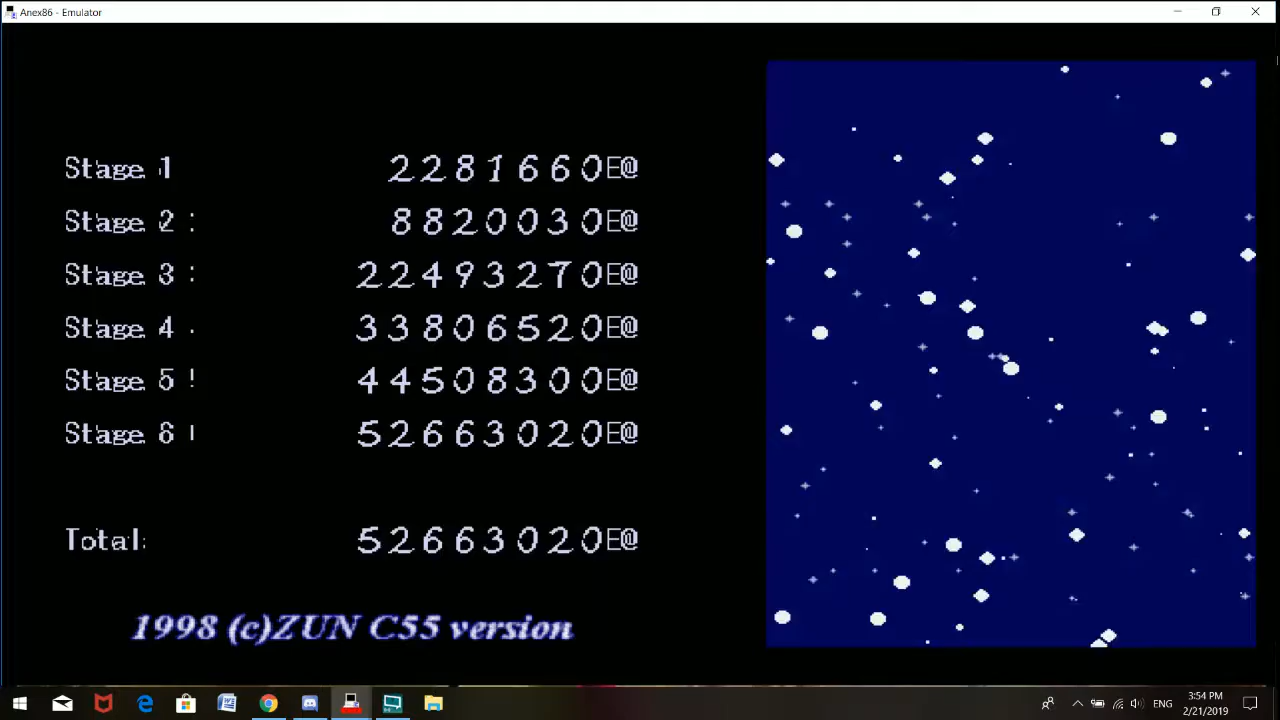 Anex86 - Emulator
Stage 1 2281660E@
Stage 2 : 8820030E@
Stage 3 : 22493270E@
Stage 4 . 33806520E@
Stage 5 ! 44508300E@
Stage 6 ı 52663020E@
Total: 52663020E@
1998 (c)ZUN C55 version
ENG
3:54 PM
2/21/2019